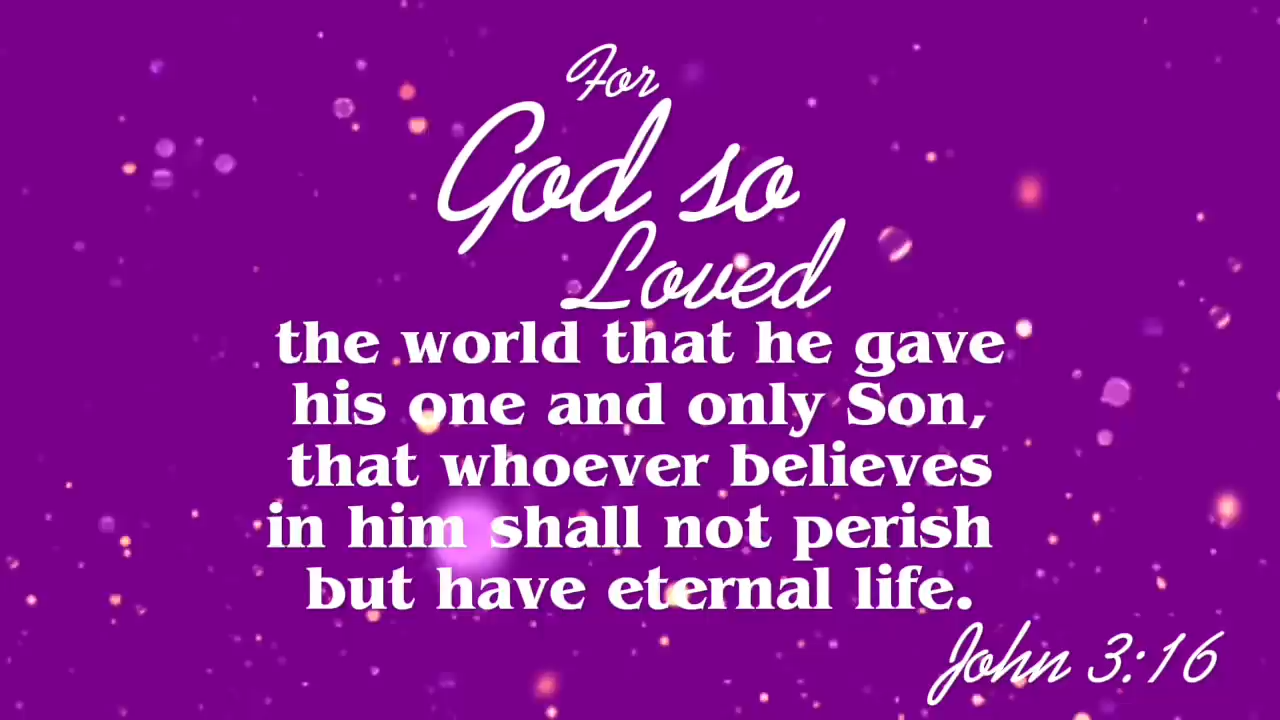 For
God so
Loved
the world that he gave
his one and only Son,
that whoever believes
in him shall not perish
but have eternal life.
John 3:16